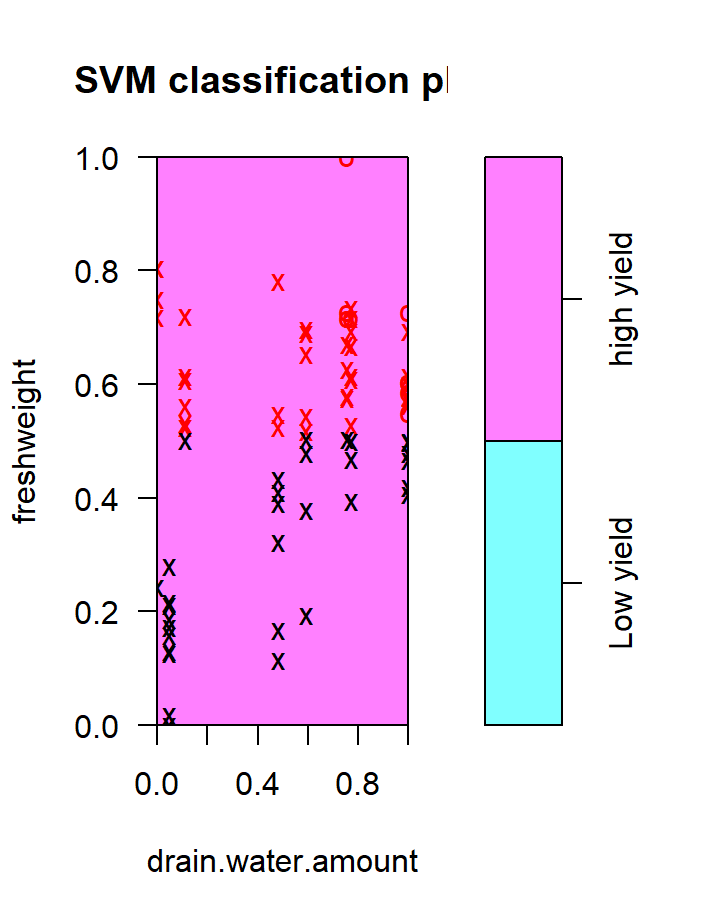 SVM classification pl
1.0
0.8
0.6
0.4
0.2
0.0
freshweight
0.0 0.4 0.8
drain.water.amount
high yield
Low yield